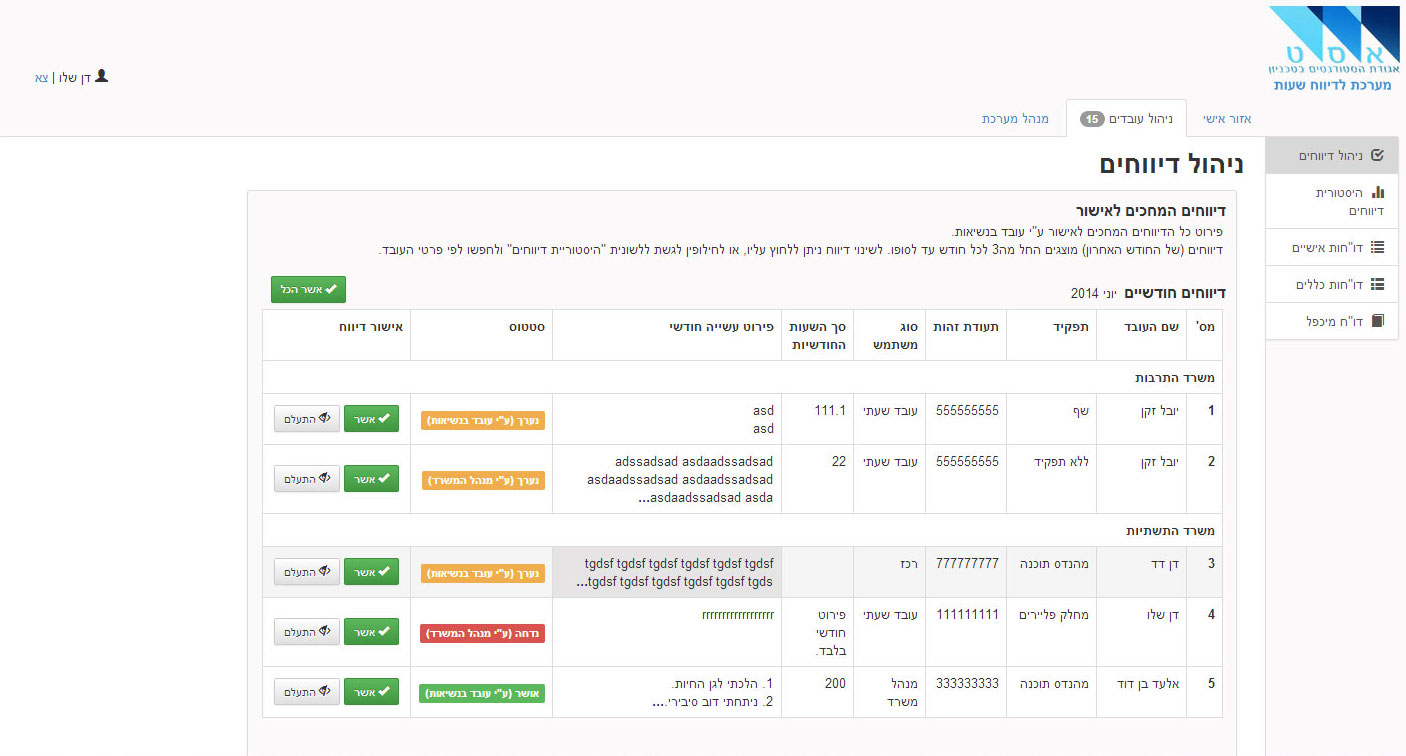 אסט
אגודת הסטודנטים בטכניון
מערכת לדיווח שעות
דן שלו | צא
אזור אישי
ניהול עובדים 15
מנהל מערכת
ניהול דיווחים
היסטורית
דיווחים
דו"חות אישיים
דו"חות כללים
דו"ח מיכפל
ניהול דיווחים
דיווחים המחכים לאישור
פירוט כל הדיווחים המחכים לאישור ע"י עובד בנשיאות.
דיווחים (של החודש האחרון) מוצגים החל מה3 לכל חודש עד לסופו. לשינוי דיווח ניתן ללחוץ עליו, או לחילופין לגשת ללשונית "היסטוריית דיווחים" ולחפשו לפי פרטי העובד.
דיווחים חודשיים יוני 2014
אשר הכל
מס' שם העובד תפקיד תעודת זהות סוג משתמש סך השעות החודשיות פירוט עשייה חודשי סטטוס אישור דיווח
משרד התרבות
1 יובל זקן שף 555555555 עובד שעתי 111.1 asd נערך (ע"י עובד בנשיאות) אשר התעלם
asd
2 יובל זקן ללא תפקיד 555555555 עובד שעתי 22 adssadsad asdaadssadsad נערך (ע"י מנהל המשרד) אשר התעלם
asdaadssadsad asdaadssadsad
asdaadssadsad asda...
משרד התשתיות
3 דן דד מהנדס תוכנה 777777777 רכז tgdsf tgdsf tgdsf tgdsf tgdsf tgdsf נערך (ע"י עובד בנשיאות) אשר התעלם
tgdsf tgdsf tgdsf tgdsf tgdsf tgds...
4 דן שלו מחלק פליירים 111111111 עובד שעתי פירוט חודשי בלבד. rrrrrrrrrrrrrrrrrr נדחה (ע"י מנהל המשרד) אשר התעלם
5 אלעד בן דוד מהנדס תוכנה 333333333 מנהל משרד 200 1. הלכתי לגן החיות. אושר (ע"י עובד בנשיאות) אשר התעלם
2. ניתחתי דוב סיבירי....